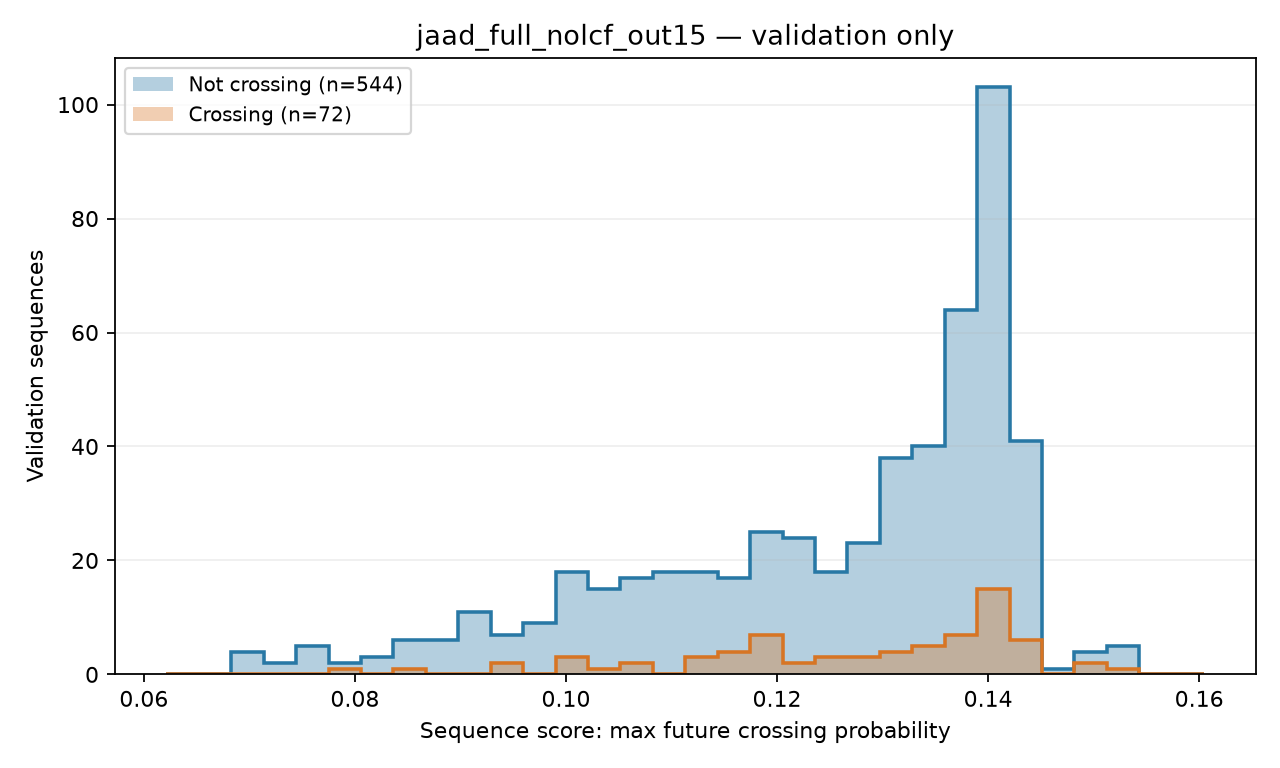 jaad_full_nolcf_out15 — validation only
Not crossing (n=544)
Crossing (n=72)
Validation sequences
100
80
60
40
20
0
0.06 0.08 0.10 0.12 0.14 0.16
Sequence score: max future crossing probability